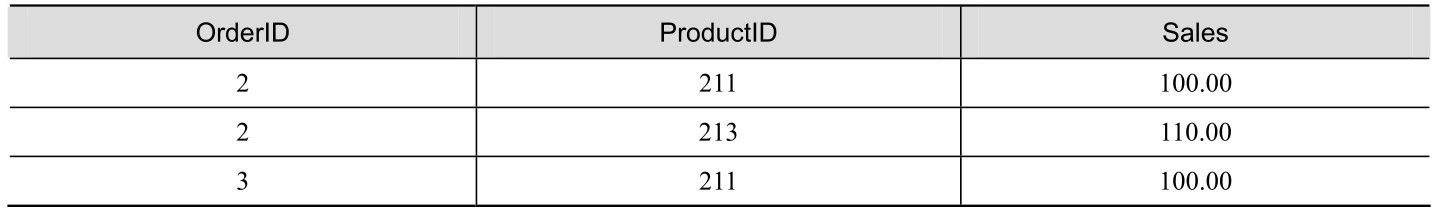 OrderID ProductID Sales
2 211 100.00
2 213 110.00
3 211 100.00